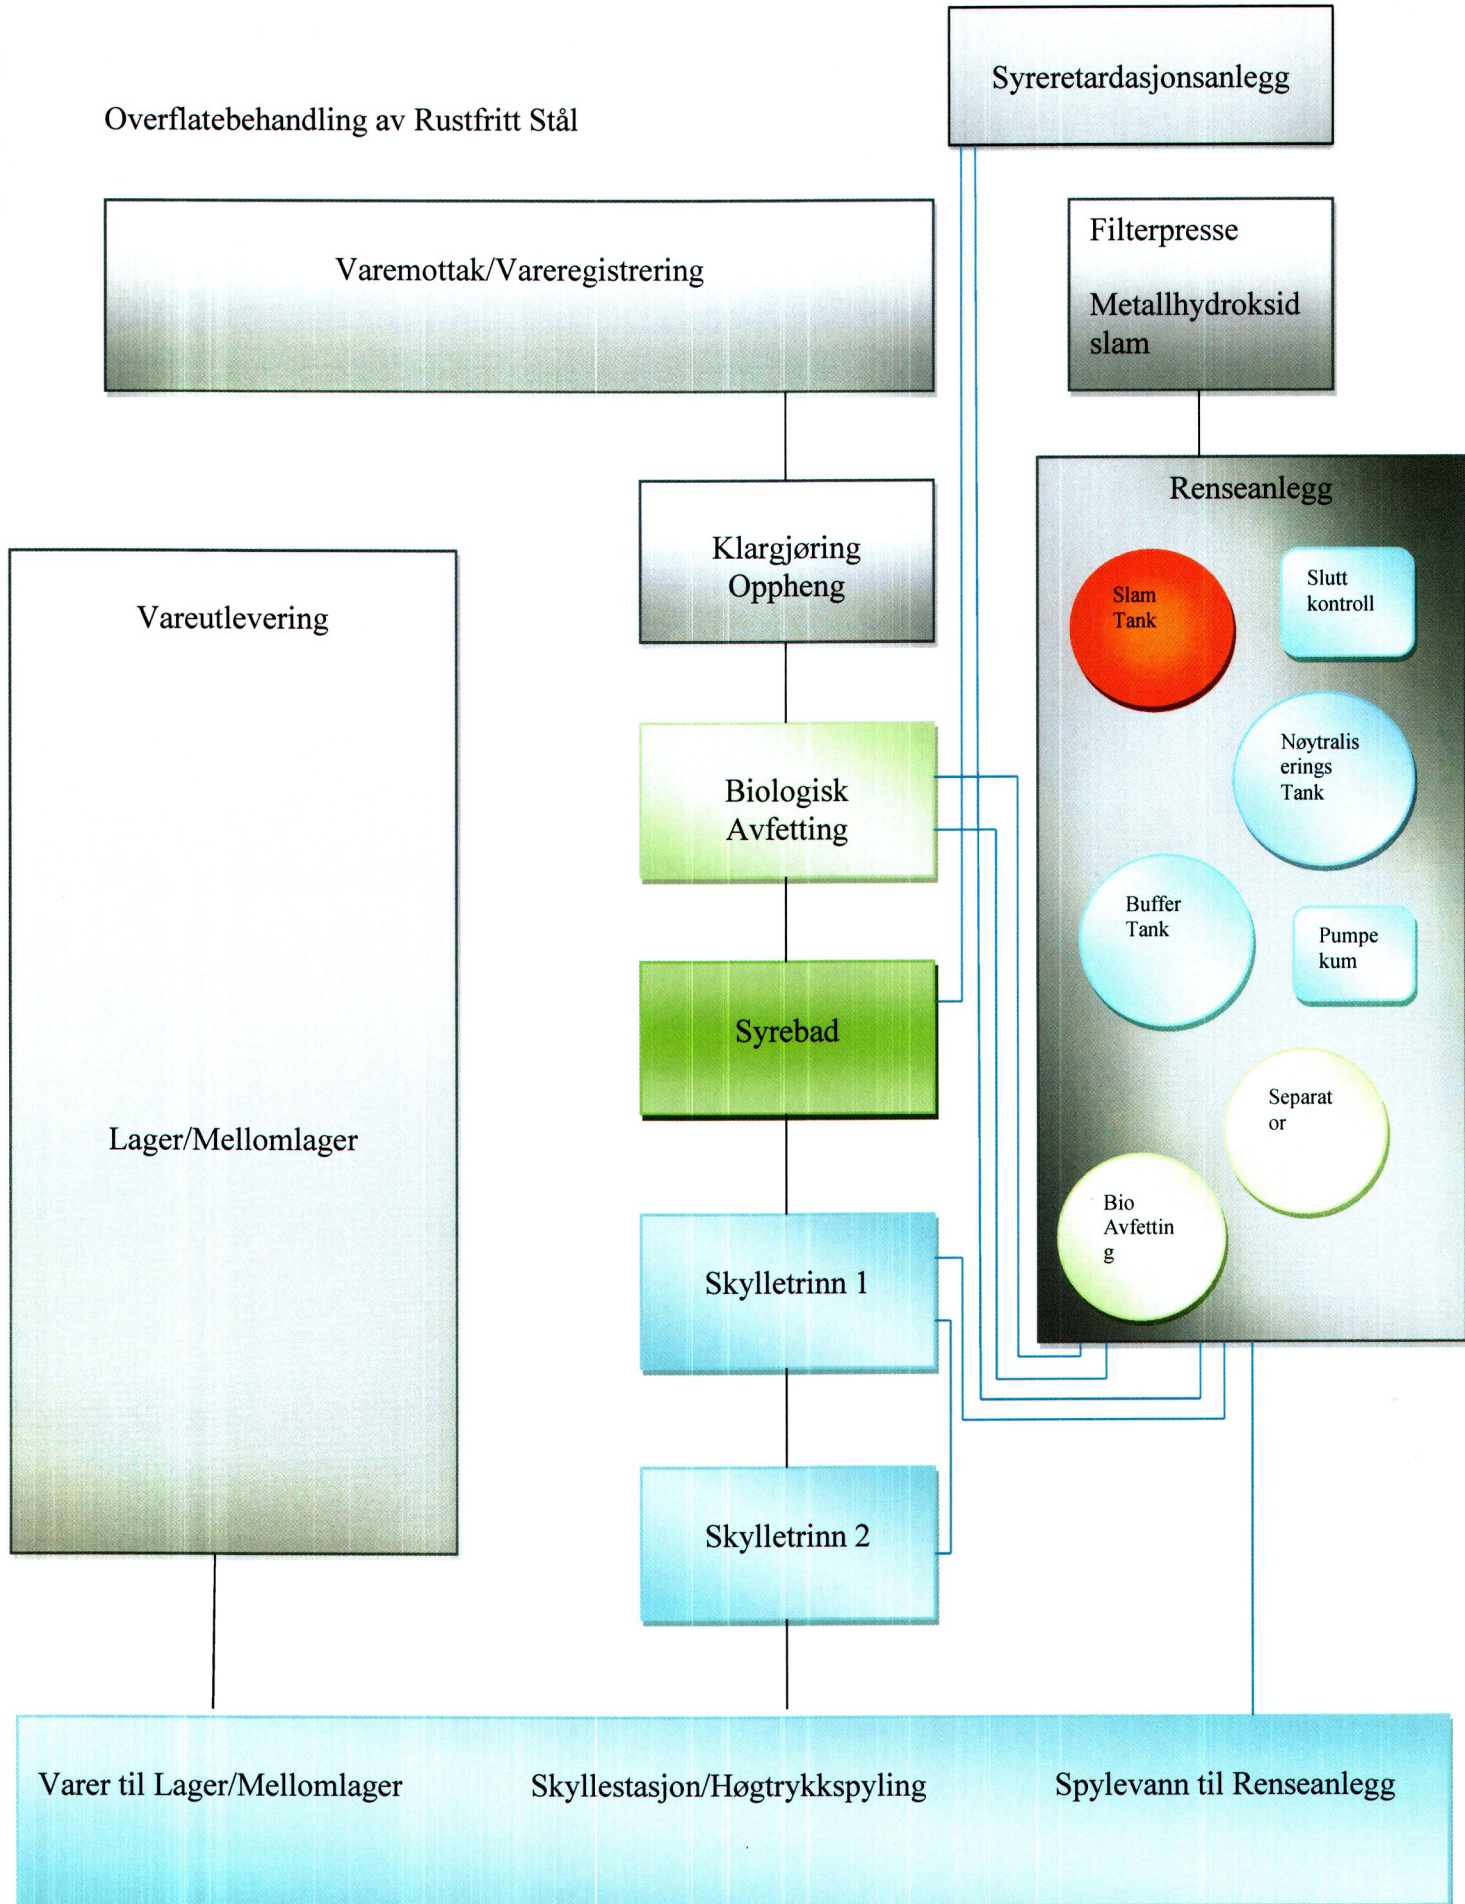 Syreretardasjonsanlegg
Overflatebehandling av Rustfritt Stål
Varemottak/Vareregistrering
Filterpresse
Metallhydroksid
slam
Klargjøring
Oppheng
Renseanlegg
Slam
Tank
Slutt
kontroll
Nøytralis
erings
Tank
Buffer
Tank
Pumpe
kum
Separat
or
Bio
Avfettin
g
Vareutlevering
Lager/Mellomlager
Biologisk
Avfetting
Syrebad
Skylletrinn 1
Skylletrinn 2
Varer til Lager/Mellomlager
Skyllestasjon/Høgtrykkspyling
Spylevann til Renseanlegg